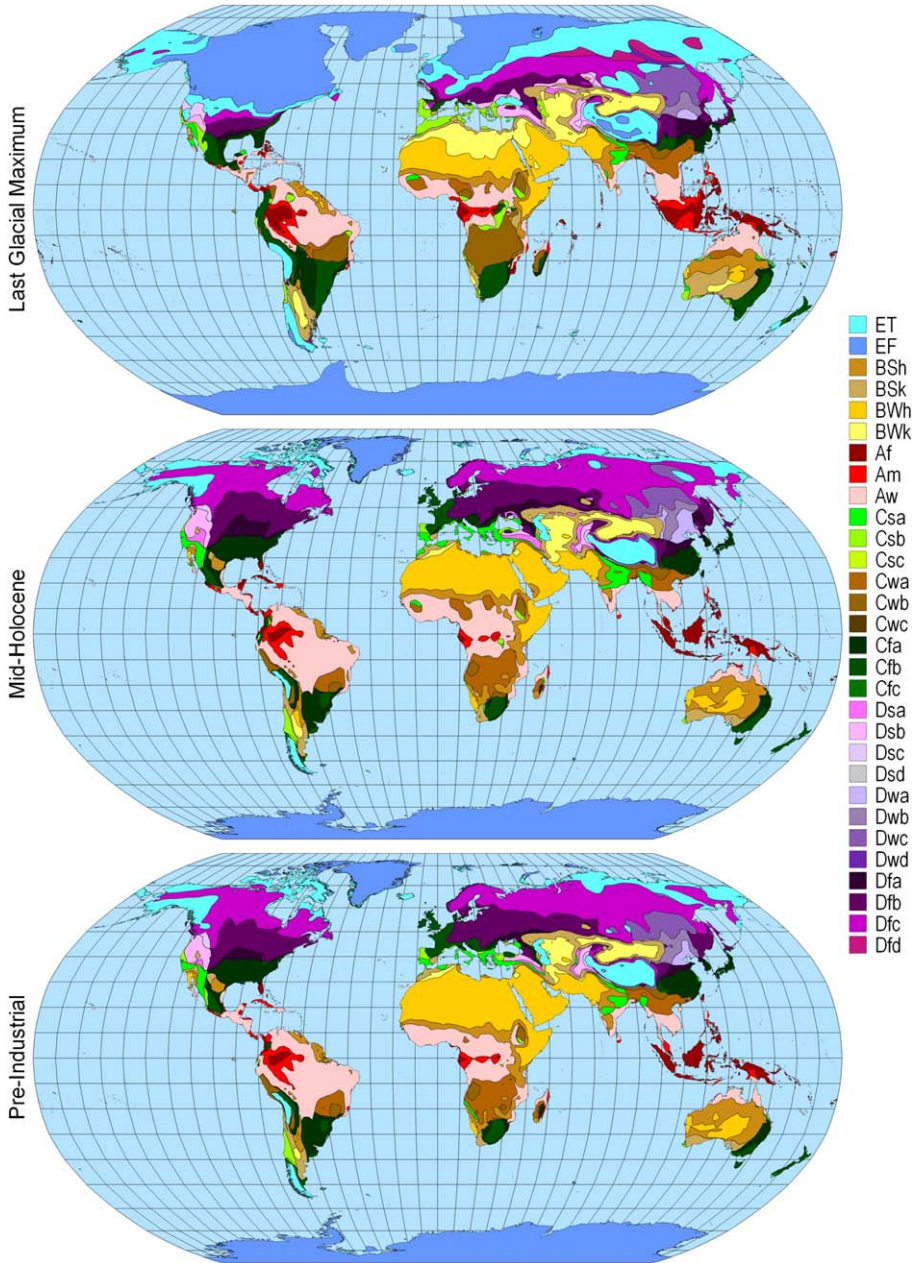 Last Glacial Maximum
Mid-Holocene
Pre-Industrial
ET
EF
BSh
BSk
BWh
BWk
Af
Am
Aw
Csa
Csb
Csc
Cwa
Cwb
Cwc
Cfa
Cfb
Cfc
Dsa
Dsb
Dsc
Dsd
Dwa
Dwb
Dwc
Dwd
Dfa
Dfb
Dfc
Dfd